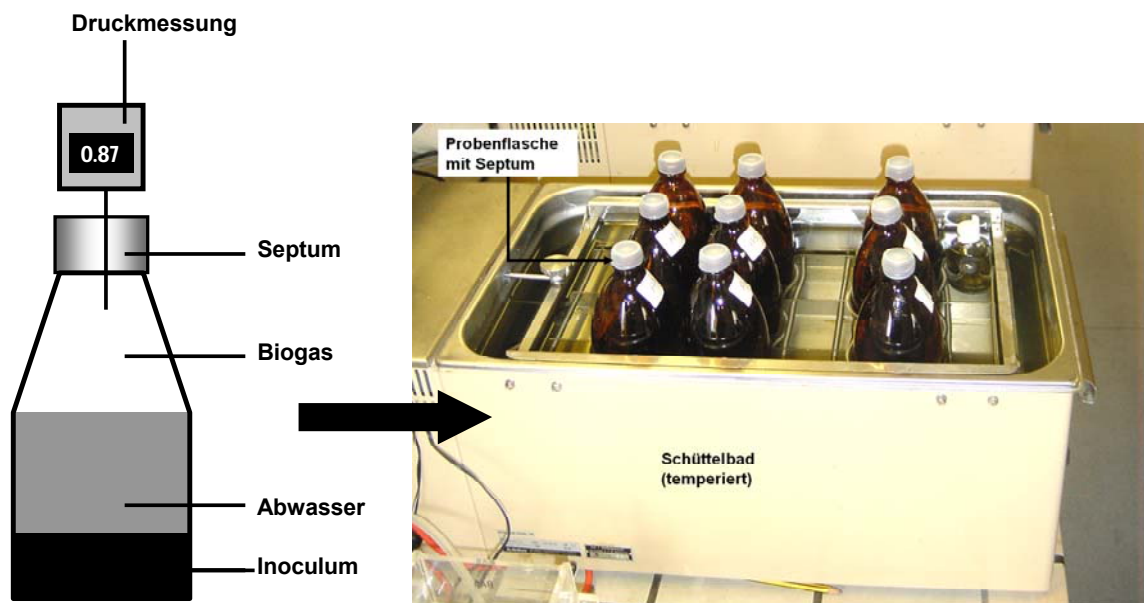 Druckmessung
0.87
Septum
Biogas
Abwasser
Inoculum
Probenflasche
mit Septum
Schüttelbad
(temperiert)